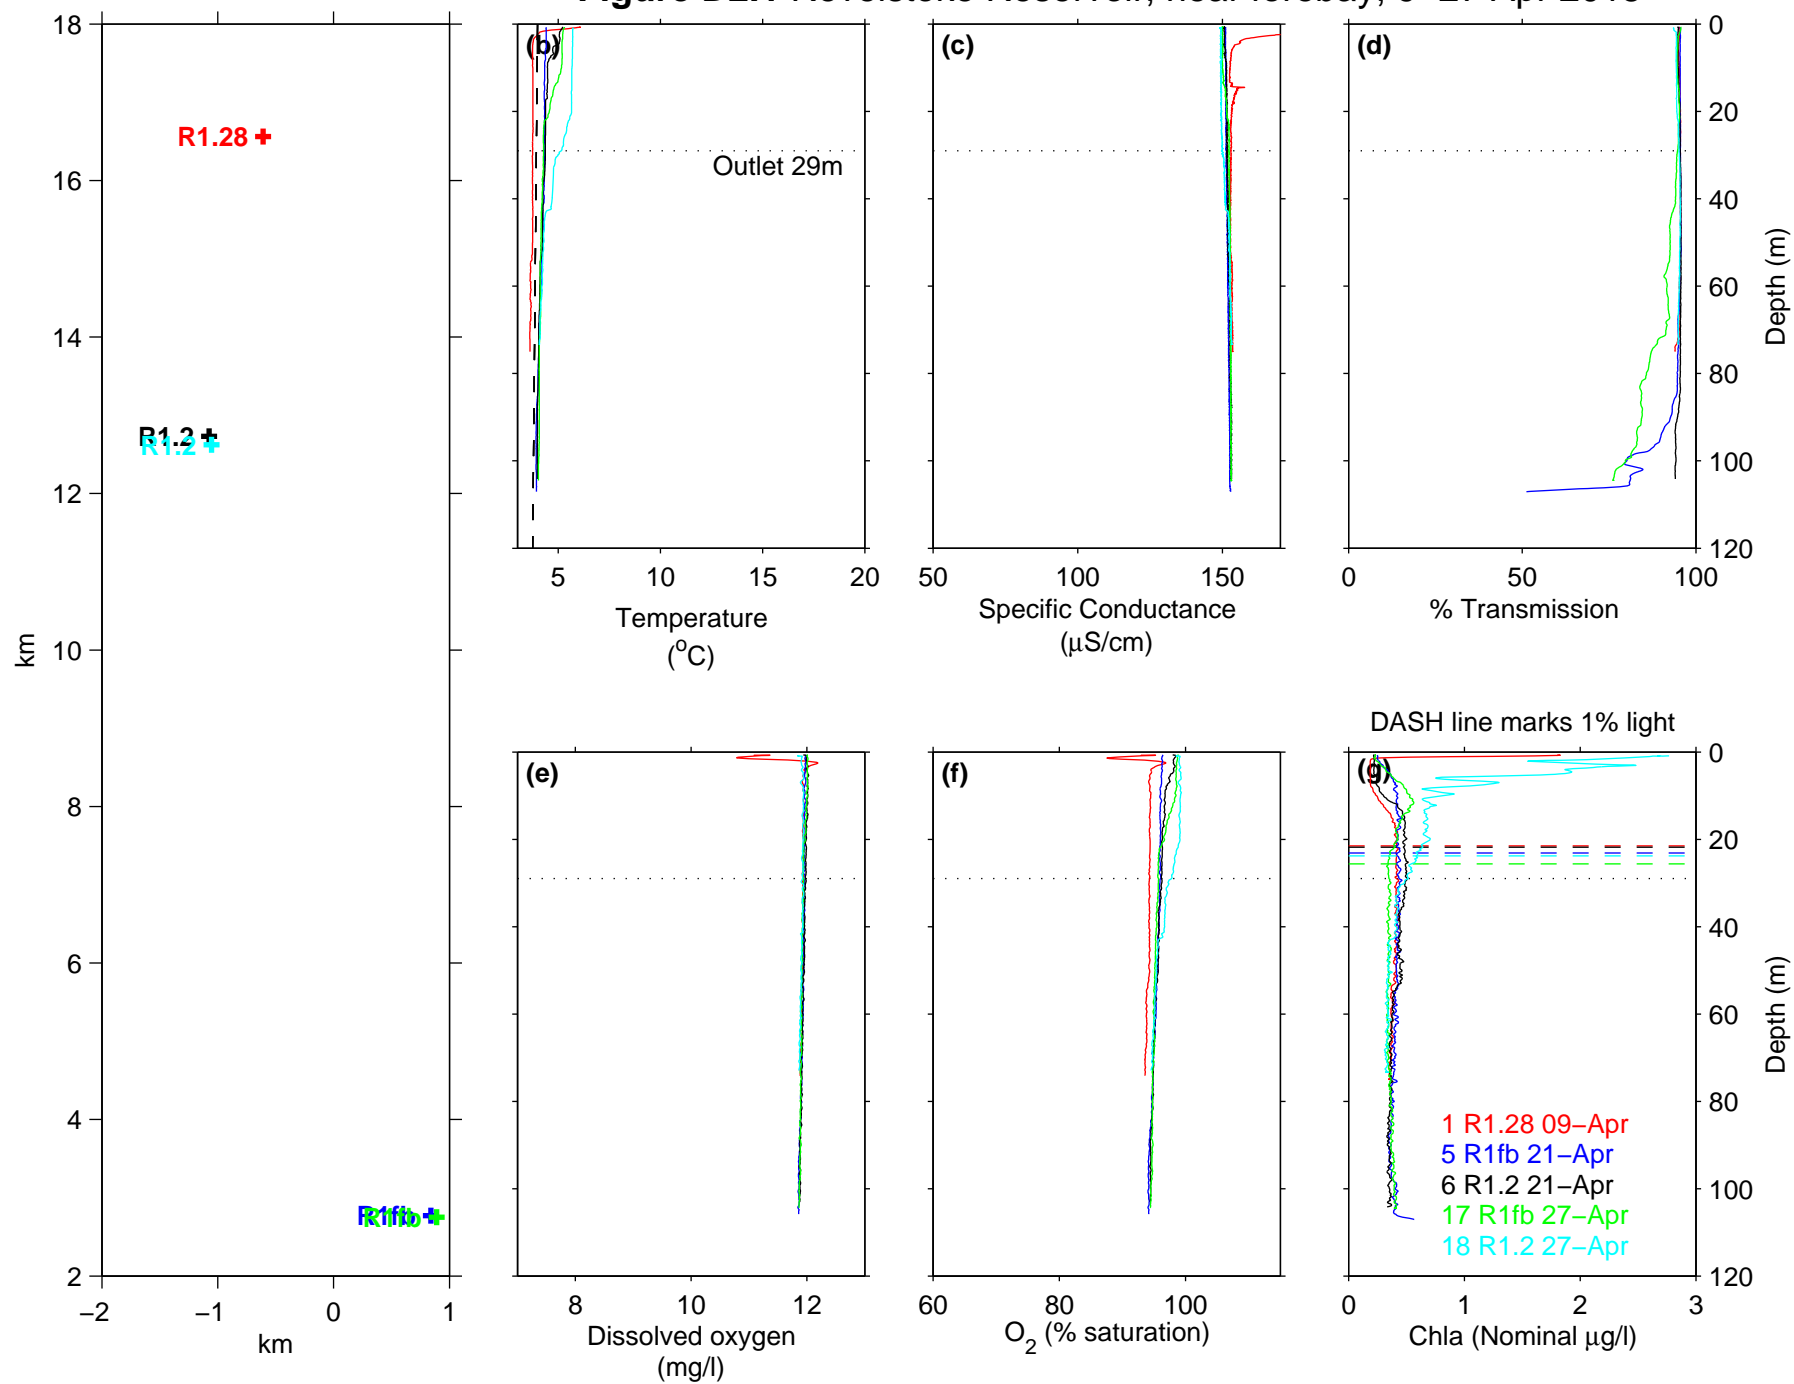 18
16
14
12
10
8
6
4
2
km
−2
−1
0
1
km
R1.28
R1.2
R1.2
R1fb
R1fb
(b)
Outlet 29m
5
10
15
20
Temperature
(°C)
(c)
50
100
150
Specific Conductance
(μS/cm)
(d)
0
50
100
% Transmission
0
20
40
60
80
100
120
Depth (m)
(e)
8
10
12
Dissolved oxygen
(mg/l)
(f)
60
80
100
O2 (% saturation)
DASH line marks 1% light
(g)
1 R1.28 09−Apr
5 R1fb 21−Apr
6 R1.2 21−Apr
17 R1fb 27−Apr
18 R1.2 27−Apr
0
1
2
3
Chla (Nominal μg/l)
0
20
40
60
80
100
120
Depth (m)